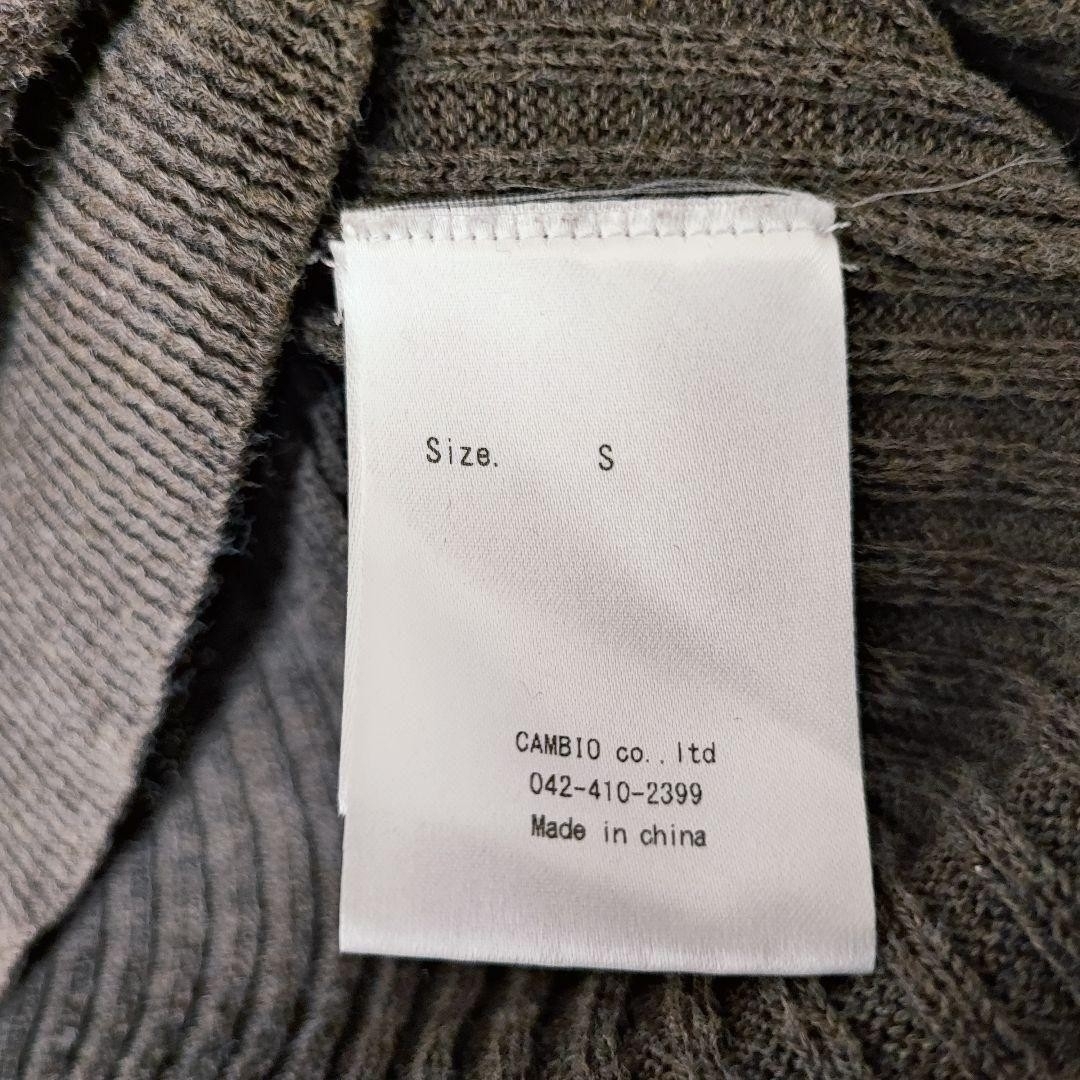 Size. S
CAMBIO co.,ltd
042-410-2399
Made in china